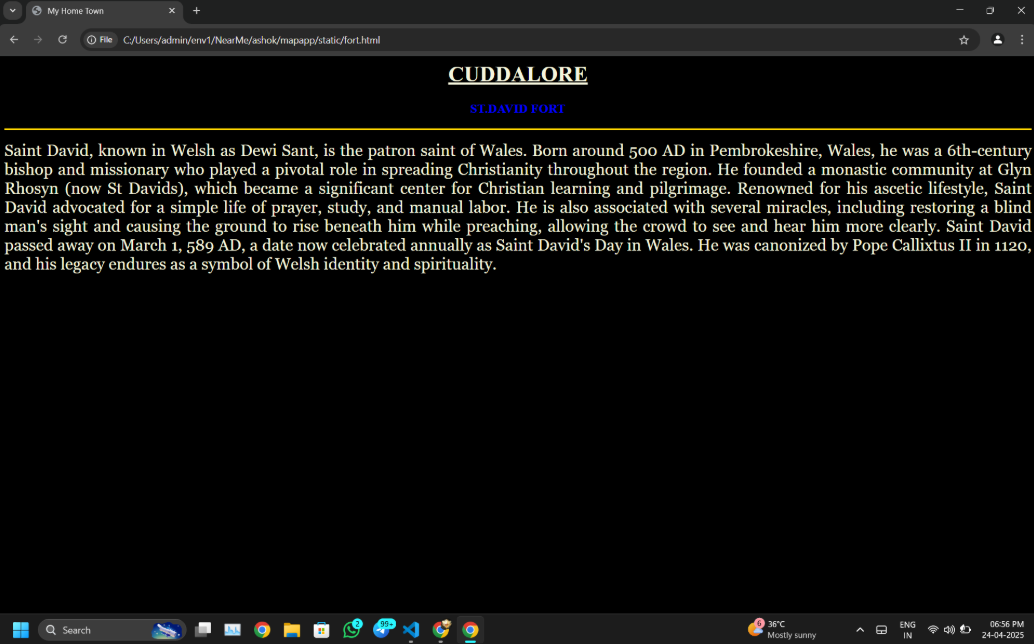 My Home Town
File
C:/Users/admin/env1/NearMe/ashok/mapapp/static/fort.html
CUDDALORE
ST.DAVID FORT
Saint David, known in Welsh as Dewi Sant, is the patron saint of Wales. Born around 500 AD in Pembrokeshire, Wales, he was a 6th-century
bishop and missionary who played a pivotal role in spreading Christianity throughout the region. He founded a monastic community at Glyn
Rhosyn (now St Davids), which became a significant center for Christian learning and pilgrimage. Renowned for his ascetic lifestyle, Saint
David advocated for a simple life of prayer, study, and manual labor. He is also associated with several miracles, including restoring a blind
man's sight and causing the ground to rise beneath him while preaching, allowing the crowd to see and hear him more clearly. Saint David
passed away on March 1, 589 AD, a date now celebrated annually as Saint David's Day in Wales. He was canonized by Pope Callixtus II in 1120,
and his legacy endures as a symbol of Welsh identity and spirituality.
Search
2
99+
6
36°C
Mostly sunny
ENG
IN
06:56 PM
24-04-2024